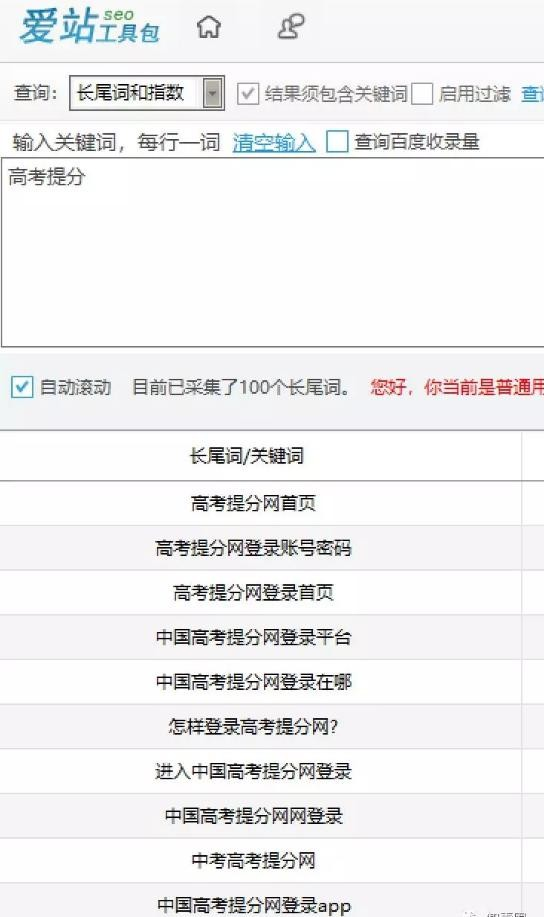 爱站seo工具包
查询: 长尾词和指数 结果须包含关键词 启用过滤 查
输入关键词，每行一词 清空输入 查询百度收录量
高考提分
自动滚动 目前已采集了100个长尾词。 您好，你当前是普通用
长尾词/关键词
高考提分网首页
高考提分网登录账号密码
高考提分网登录首页
中国高考提分网登录平台
中国高考提分网登录在哪
怎样登录高考提分网?
进入中国高考提分网登录
中国高考提分网网登录
中考高考提分网
中国高考提分网登录app